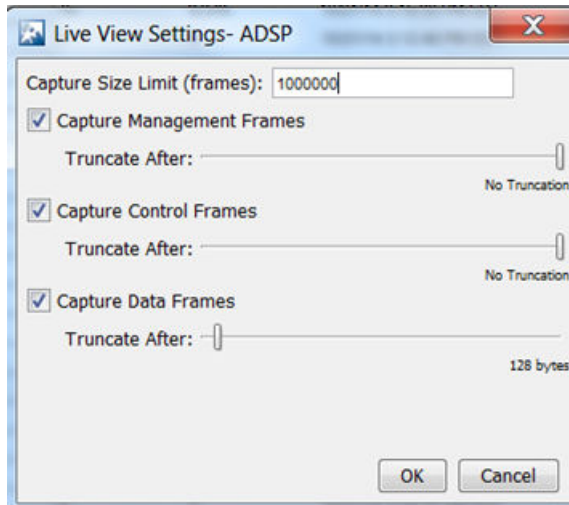 Live View Settings- ADSP
Capture Size Limit (frames): 1000000
Capture Management Frames
Truncate After:
No Truncation
Capture Control Frames
Truncate After:
No Truncation
Capture Data Frames
Truncate After:
128 bytes
OK Cancel